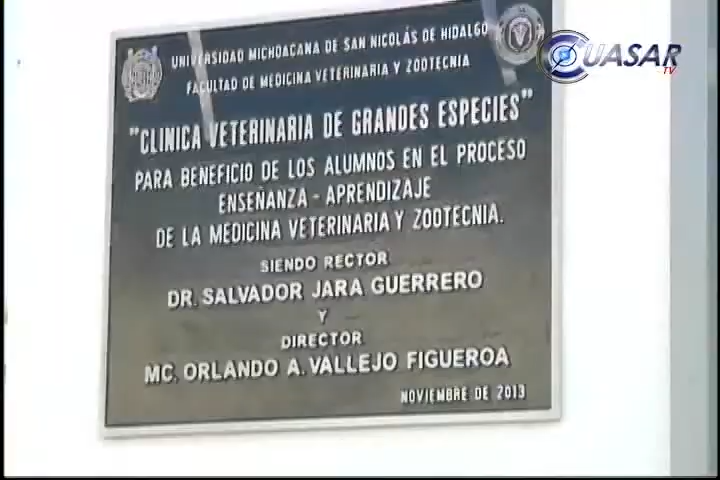 UNIVERSIDAD MICHOACANA DE SAN NICOLÁS DE HIDALGO
FACULTAD DE MEDICINA VETERINARIA Y ZOOTECNIA
"CLINICA VETERINARIA DE GRANDES ESPECIES"
PARA BENEFICIO DE LOS ALUMNOS EN EL PROCESO
ENSEÑANZA - APRENDIZAJE
DE LA MEDICINA VETERINARIA Y ZOOTECNIA.
SIENDO RECTOR
DR. SALVADOR JARA GUERRERO
Y
DIRECTOR
MC. ORLANDO A. VALLEJO FIGUEROA
NOVIEMBRE DE 2013
CUASAR
TV